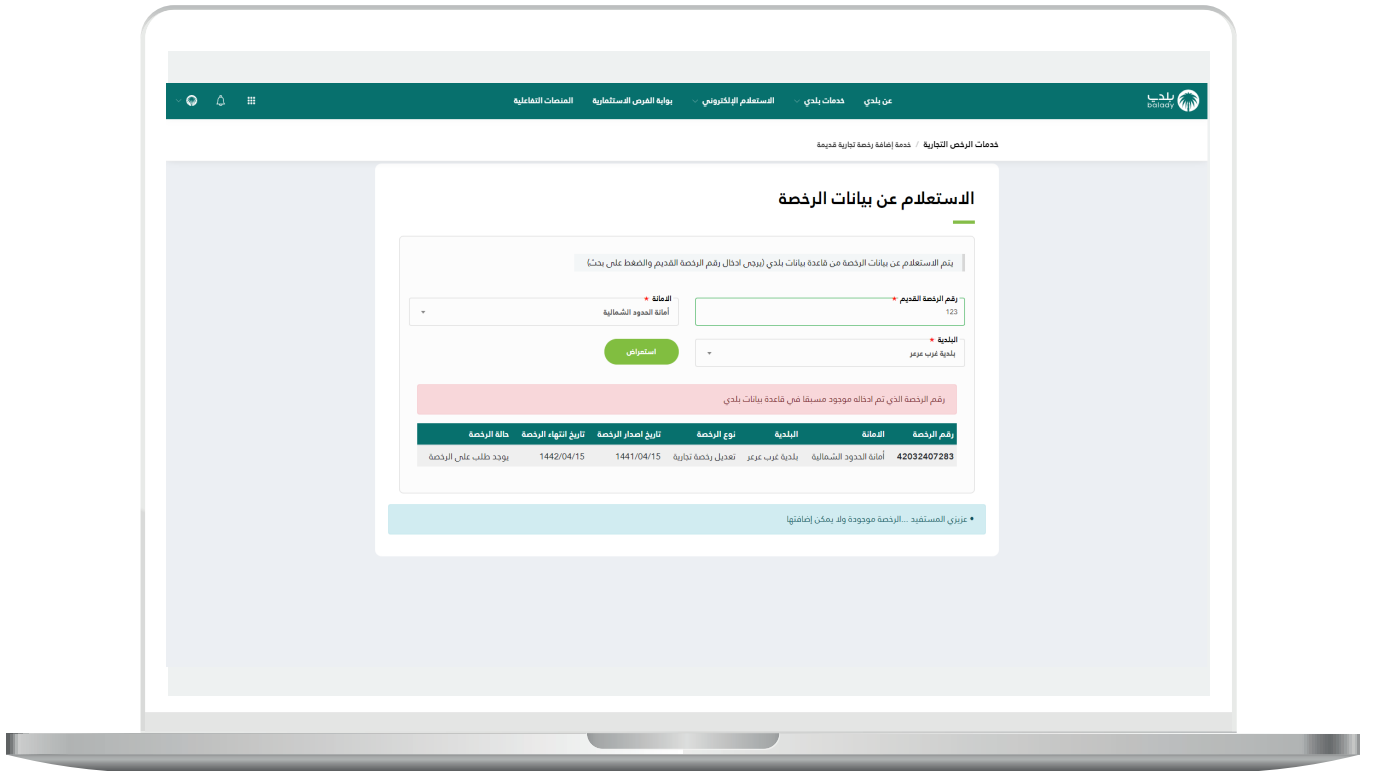 بلدي
balady
عن بلدي خدمات بلدي الاستعلام الإلكتروني بوابة الفرص الاستثمارية المنصات التفاعلية
خدمات الرخص التجارية / خدمة إضافة رخصة تجارية قديمة
الاستعلام عن بيانات الرخصة
يتم الاستعلام عن بيانات الرخصة من قاعدة بيانات بلدي (يرجى ادخال رقم الرخصة القديم والضغط على بحث)
رقم الرخصة القديم * الامانة *
123 أمانة الحدود الشمالية
البلدية *
بلدية غرب عرعر استعراض
رقم الرخصة الذي تم ادخاله موجود مسبقا في قاعدة بيانات بلدي
رقم الرخصة الامانة البلدية نوع الرخصة تاريخ اصدار الرخصة تاريخ انتهاء الرخصة حالة الرخصة
42032407283 أمانة الحدود الشمالية بلدية غرب عرعر تعديل رخصة تجارية 1441/04/15 1442/04/15 يوجد طلب على الرخصة
• عزيزي المستفيد ...الرخصة موجودة ولا يمكن إضافتها